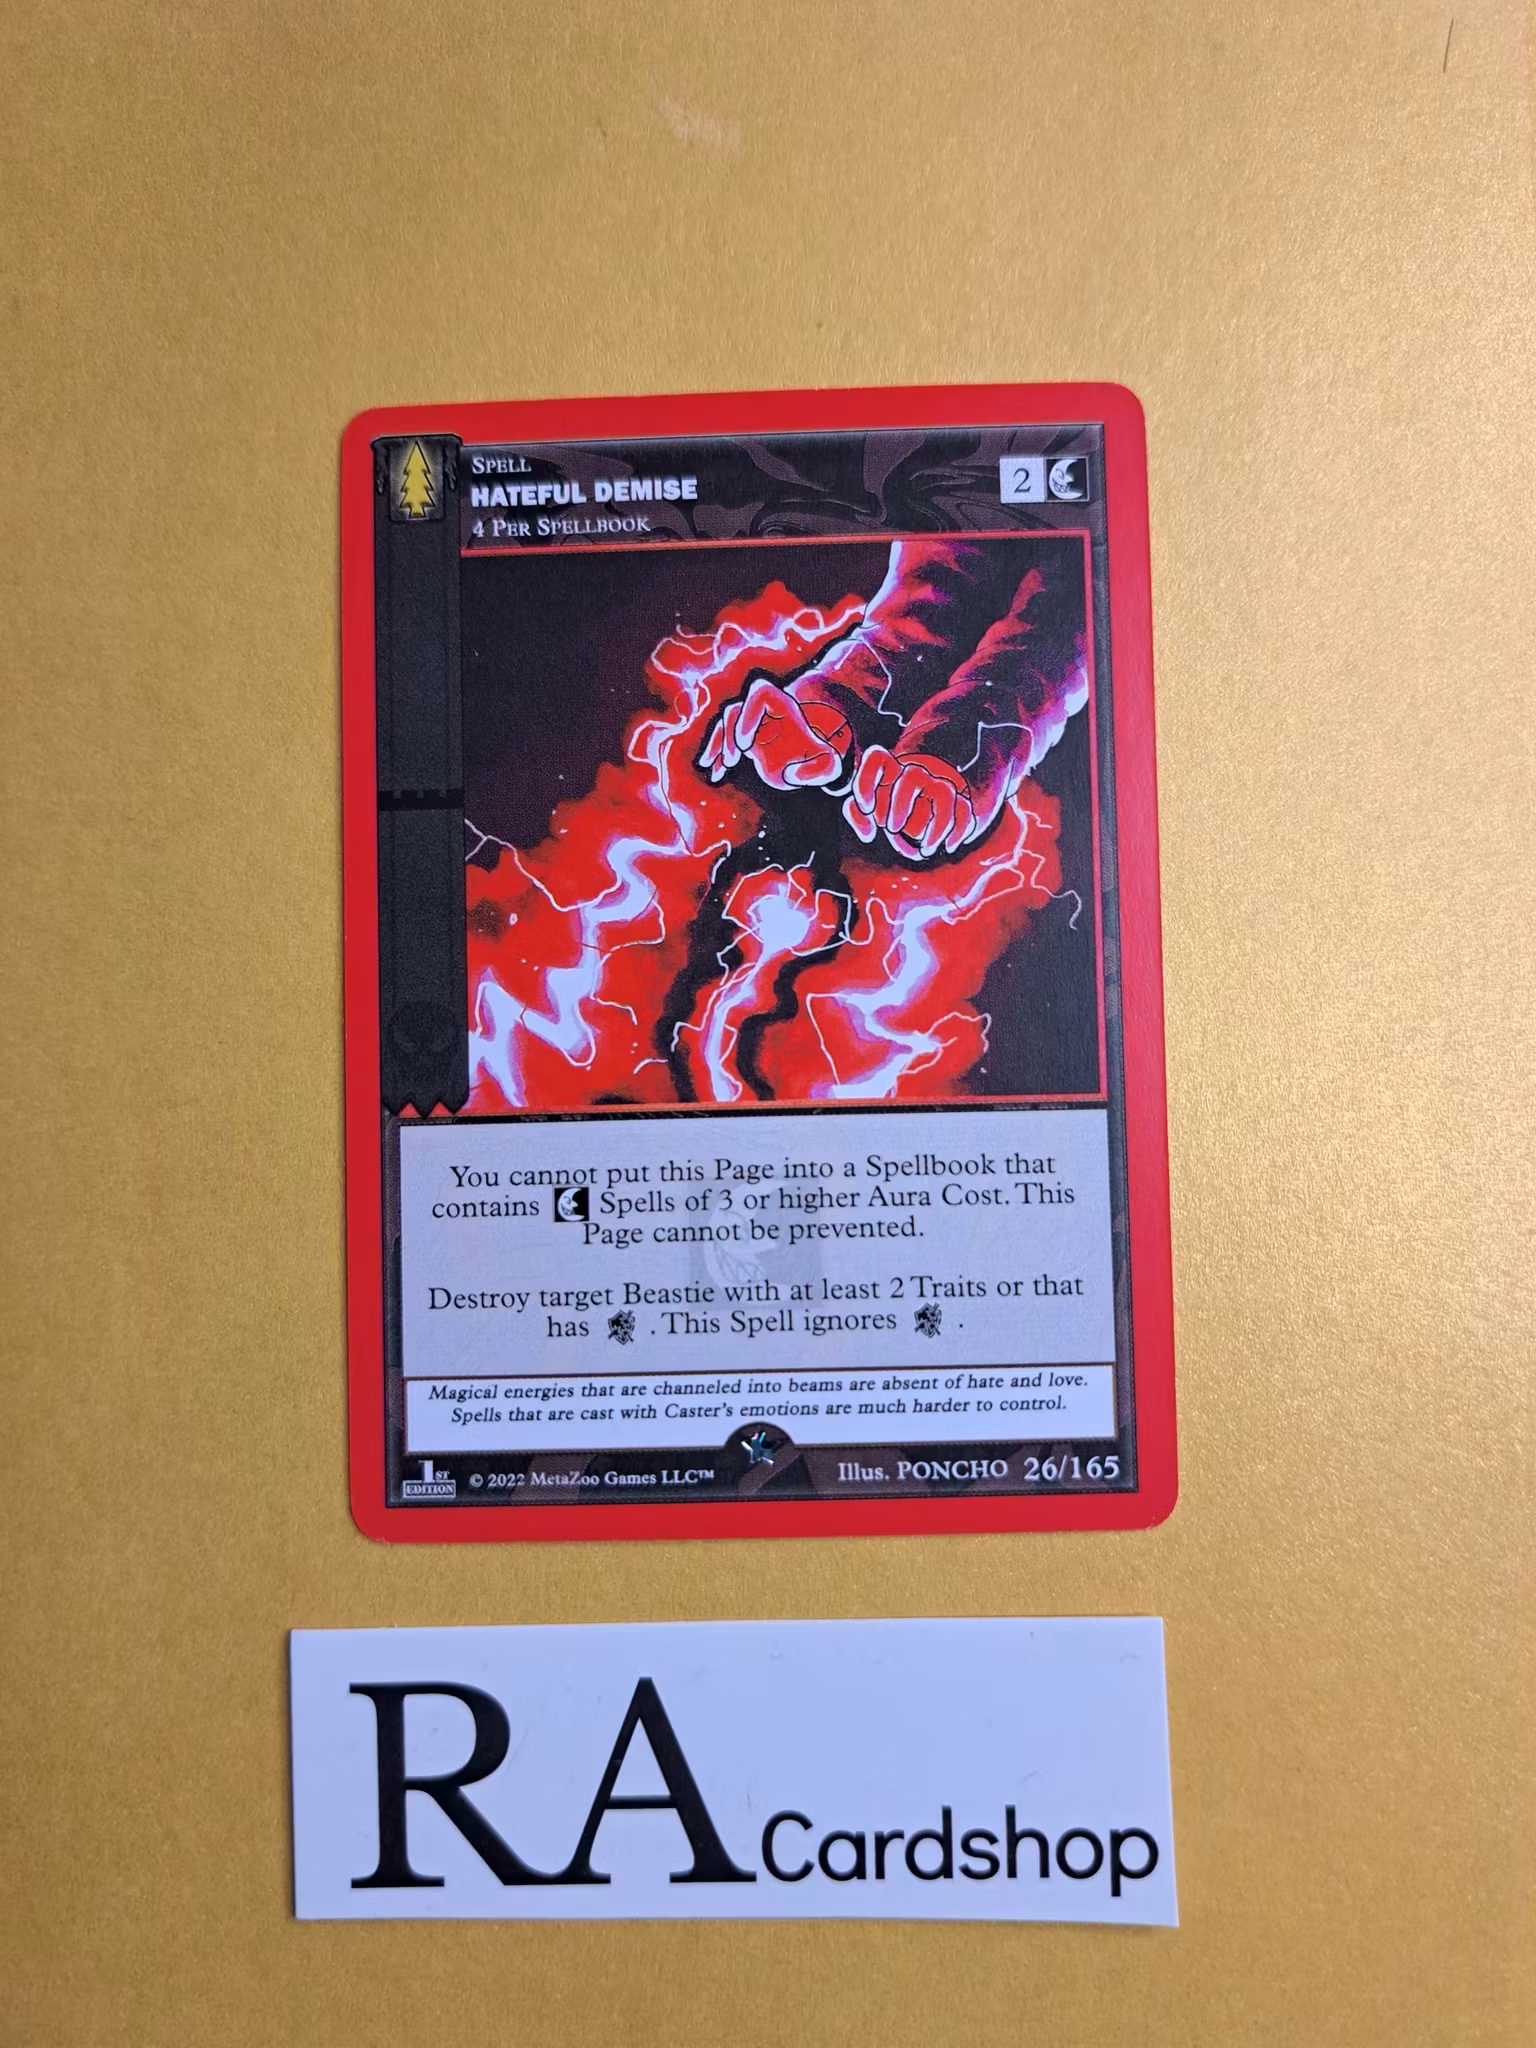 SPELL
HATEFUL DEMISE
4 PER SPELLBOOK
2
You cannot put this Page into a Spellbook that
contains Spells of 3 or higher Aura Cost. This
Page cannot be prevented.
Destroy target Beastie with at least 2 Traits or that
has . This Spell ignores .
Magical energies that are channeled into beams are absent of hate and love.
Spells that are cast with Caster's emotions are much harder to control.
1ST EDITION
© 2022 MetaZoo Games LLC™
Illus. PONCHO 26/165
RA Cardshop